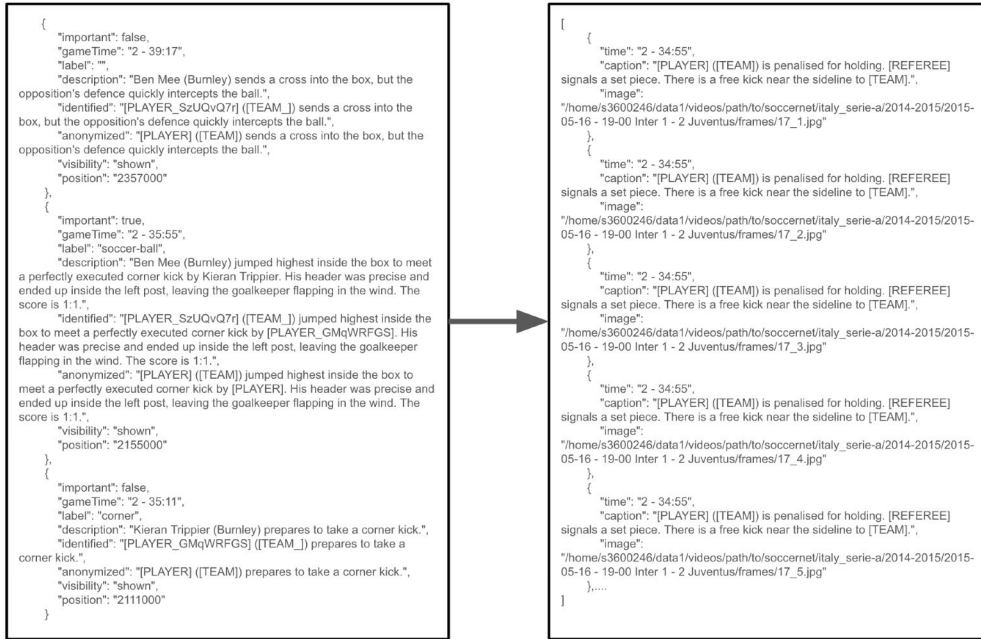 {
"important": false,
"gameTime": "2 - 39:17",
"label": "",
"description": "Ben Mee (Burnley) sends a cross into the box, but the
opposition's defence quickly intercepts the ball.",
"identified": "[PLAYER_SzUQvQ7r] ([TEAM_]) sends a cross into the
box, but the opposition's defence quickly intercepts the ball.",
"anonymized": "[PLAYER] ([TEAM]) sends a cross into the box, but the
opposition's defence quickly intercepts the ball.",
"visibility": "shown",
"position": "2357000"
},
{
"important": true,
"gameTime": "2 - 35:55",
"label": "soccer-ball",
"description": "Ben Mee (Burnley) jumped highest inside the box to meet
a perfectly executed corner kick by Kieran Trippier. His header was precise and
ended up inside the left post, leaving the goalkeeper flapping in the wind. The
score is 1:1.",
"identified": "[PLAYER_SzUQvQ7r] ([TEAM_]) jumped highest inside the
box to meet a perfectly executed corner kick by [PLAYER_GMqWRFGS]. His
header was precise and ended up inside the left post, leaving the goalkeeper
flapping in the wind. The score is 1:1.",
"anonymized": "[PLAYER] ([TEAM]) jumped highest inside the box to
meet a perfectly executed corner kick by [PLAYER]. His header was precise and
ended up inside the left post, leaving the goalkeeper flapping in the wind. The
score is 1:1.",
"visibility": "shown",
"position": "2155000"
},
{
"important": false,
"gameTime": "2 - 35:11",
"label": "corner",
"description": "Kieran Trippier (Burnley) prepares to take a corner kick.",
"identified": "[PLAYER_GMqWRFGS] ([TEAM_]) prepares to take a
corner kick.",
"anonymized": "[PLAYER] ([TEAM]) prepares to take a corner kick.",
"visibility": "shown",
"position": "2111000"
}
[
{
"time": "2 - 34:55",
"caption": "[PLAYER] ([TEAM]) is penalised for holding. [REFEREE]
signals a set piece. There is a free kick near the sideline to [TEAM].",
"image":
"/home/s3600246/data1/videos/path/to/soccernet/italy_serie-a/2014-2015/2015-
05-16 - 19-00 Inter 1 - 2 Juventus/frames/17_1.jpg"
},
{
"time": "2 - 34:55",
"caption": "[PLAYER] ([TEAM]) is penalised for holding. [REFEREE]
signals a set piece. There is a free kick near the sideline to [TEAM].",
"image":
"/home/s3600246/data1/videos/path/to/soccernet/italy_serie-a/2014-2015/2015-
05-16 - 19-00 Inter 1 - 2 Juventus/frames/17_2.jpg"
},
{
"time": "2 - 34:55",
"caption": "[PLAYER] ([TEAM]) is penalised for holding. [REFEREE]
signals a set piece. There is a free kick near the sideline to [TEAM].",
"image":
"/home/s3600246/data1/videos/path/to/soccernet/italy_serie-a/2014-2015/2015-
05-16 - 19-00 Inter 1 - 2 Juventus/frames/17_3.jpg"
},
{
"time": "2 - 34:55",
"caption": "[PLAYER] ([TEAM]) is penalised for holding. [REFEREE]
signals a set piece. There is a free kick near the sideline to [TEAM].",
"image":
"/home/s3600246/data1/videos/path/to/soccernet/italy_serie-a/2014-2015/2015-
05-16 - 19-00 Inter 1 - 2 Juventus/frames/17_4.jpg"
},
{
"time": "2 - 34:55",
"caption": "[PLAYER] ([TEAM]) is penalised for holding. [REFEREE]
signals a set piece. There is a free kick near the sideline to [TEAM].",
"image":
"/home/s3600246/data1/videos/path/to/soccernet/italy_serie-a/2014-2015/2015-
05-16 - 19-00 Inter 1 - 2 Juventus/frames/17_5.jpg"
},....
]